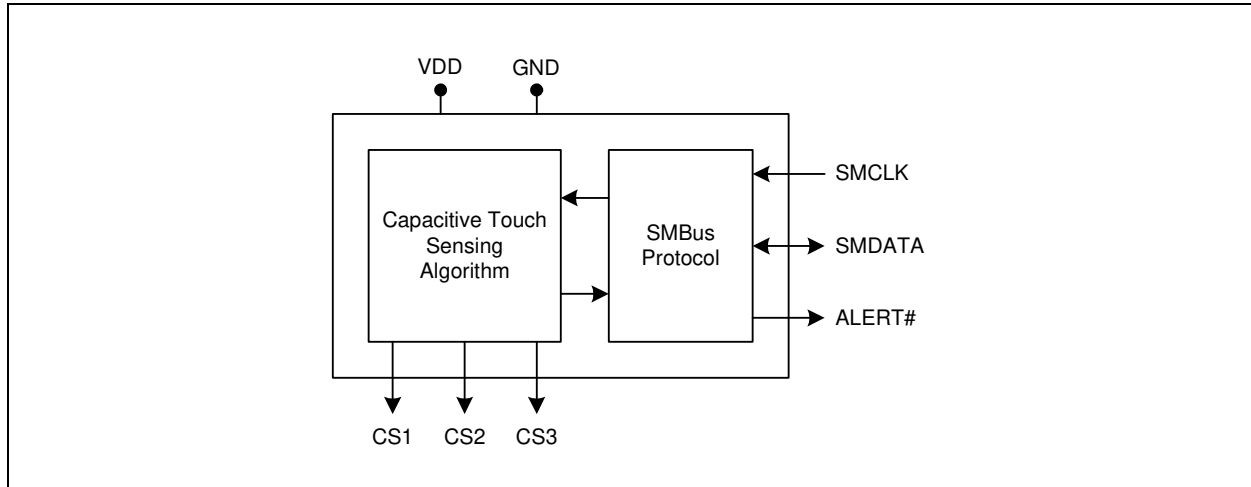 VDD GND
Capacitive Touch
Sensing
Algorithm
SMBus
Protocol
SMCLK
SMDATA
ALERT#
CS1 CS2 CS3